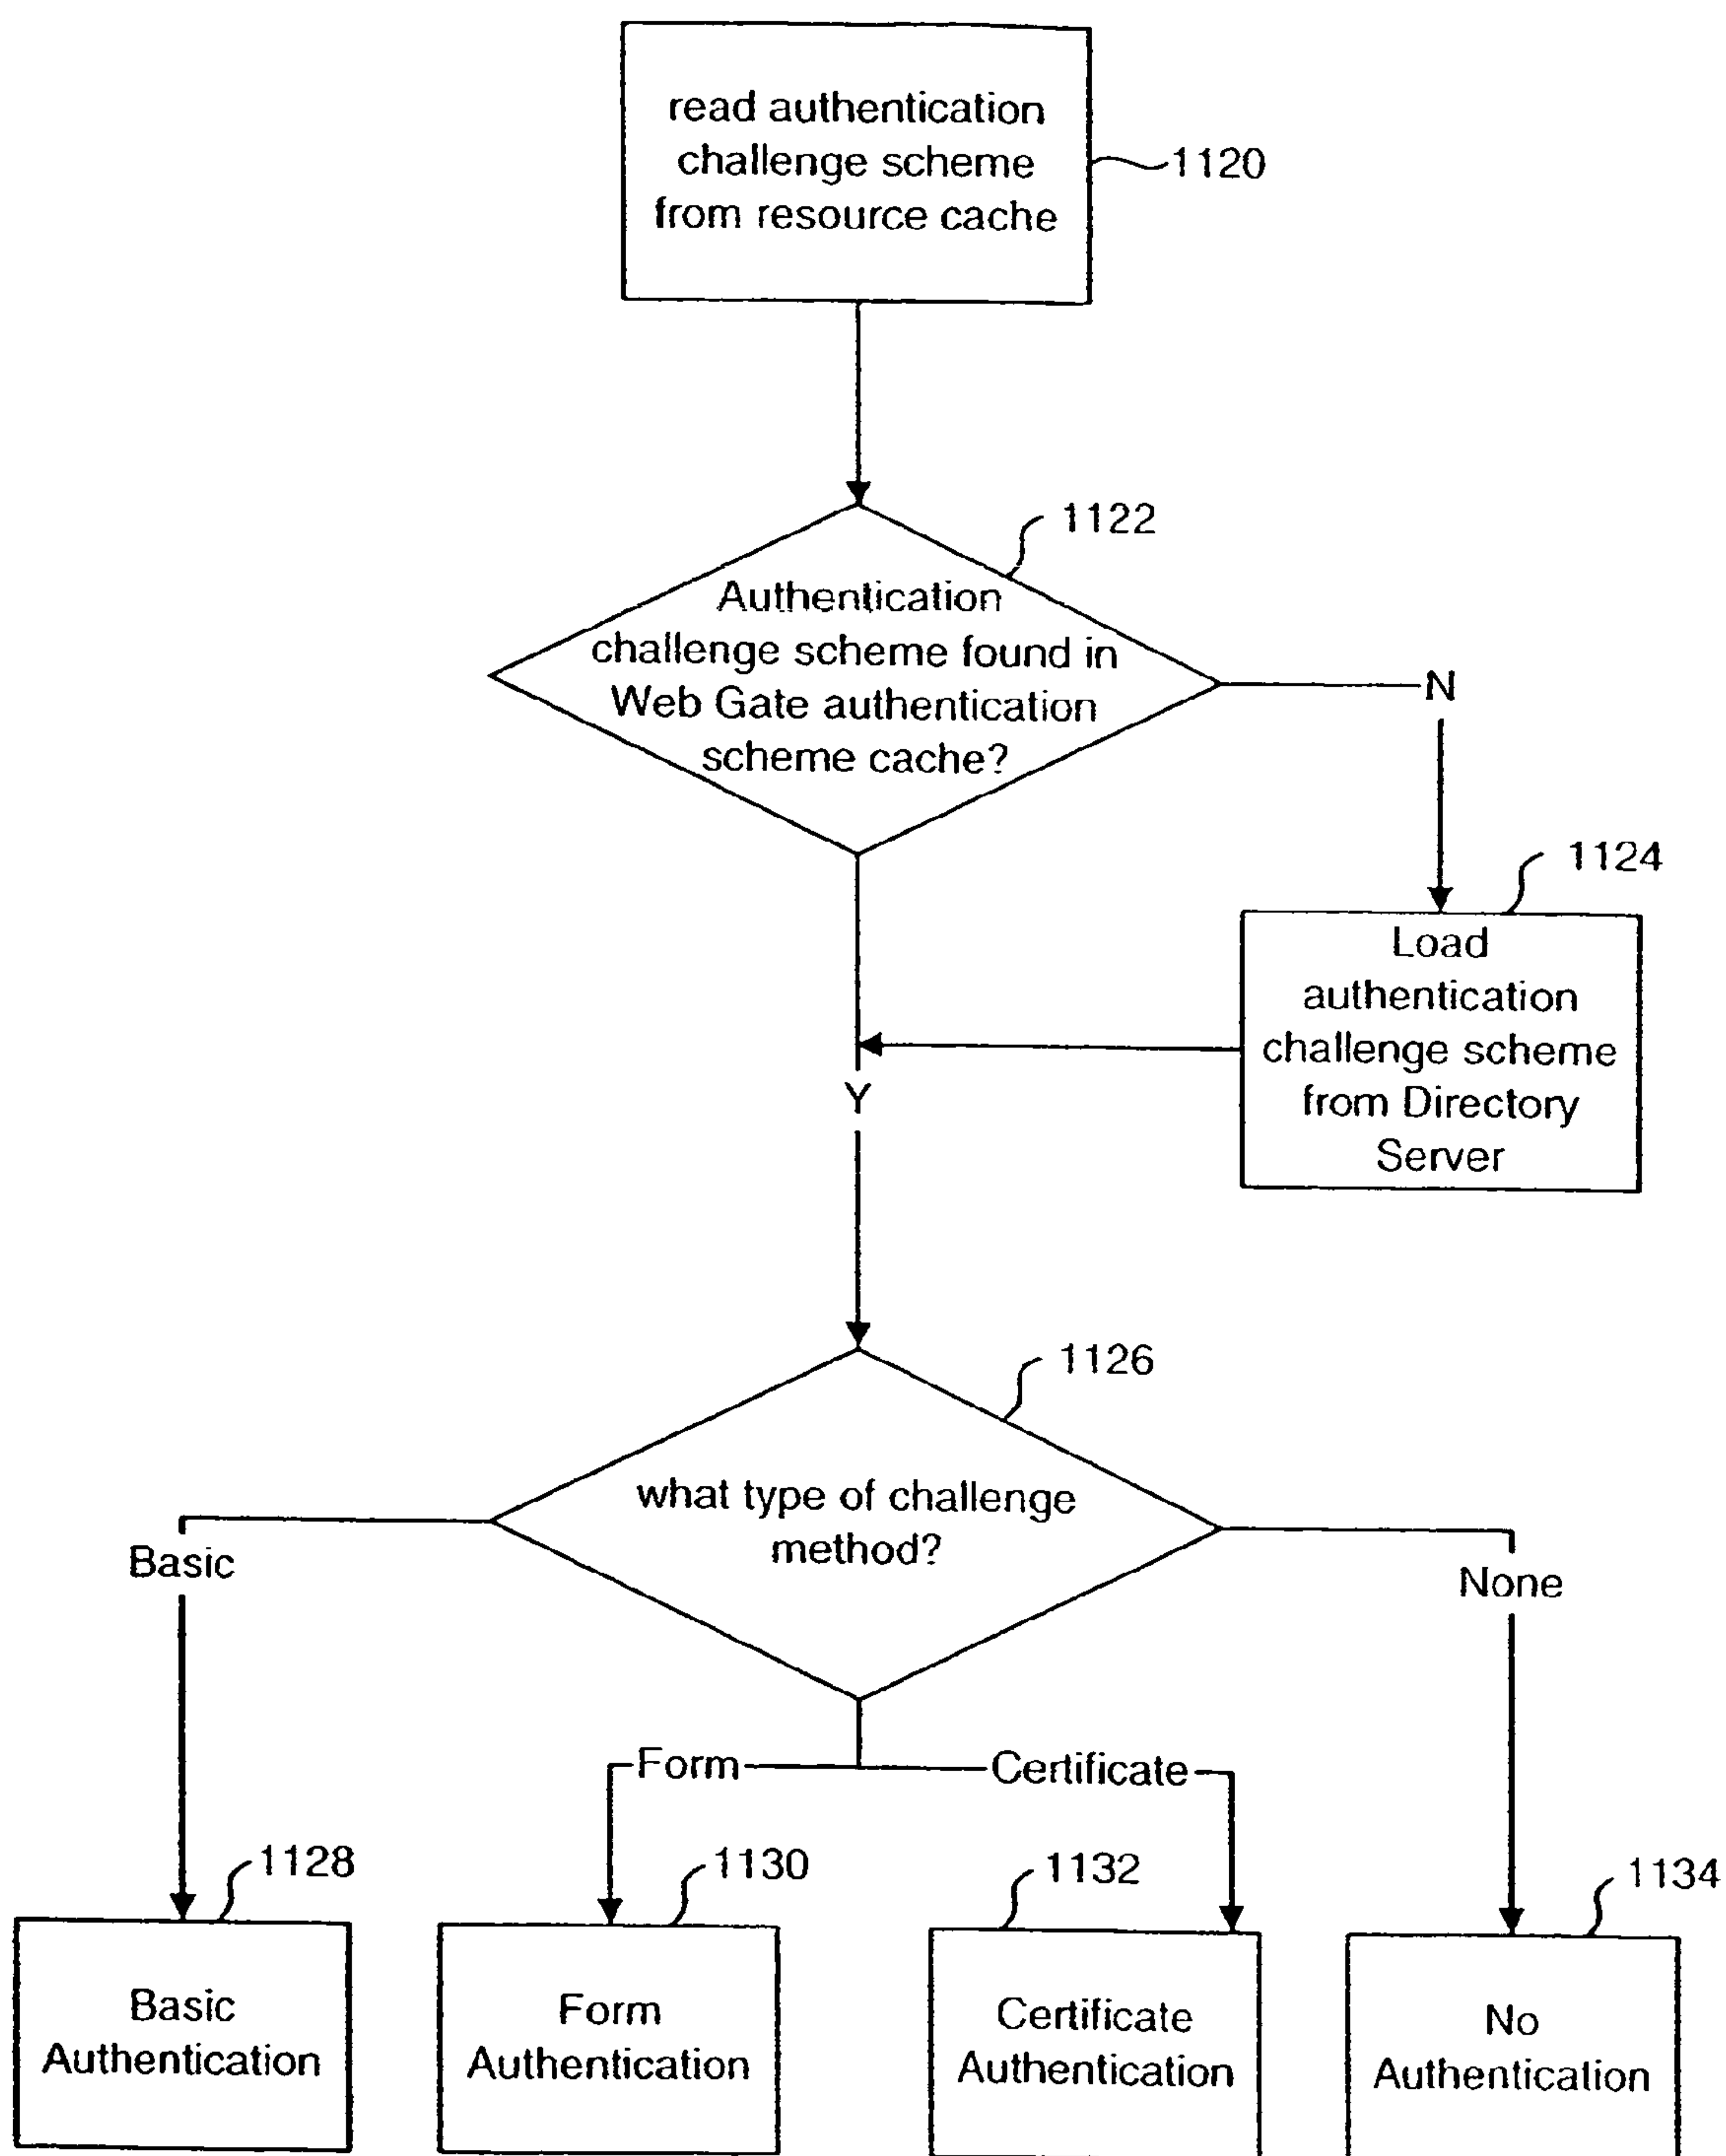 read authentication
challenge scheme
from resource cache
1120
1122
Authentication
challenge scheme found in
Web Gate authentication
scheme cache?
N
1124
Load
authentication
challenge scheme
from Directory
Server
Y
1126
what type of challenge
method?
Basic
None
Form
Certificate
1128
1130
1132
1134
Basic
Authentication
Form
Authentication
Certificate
Authentication
No
Authentication